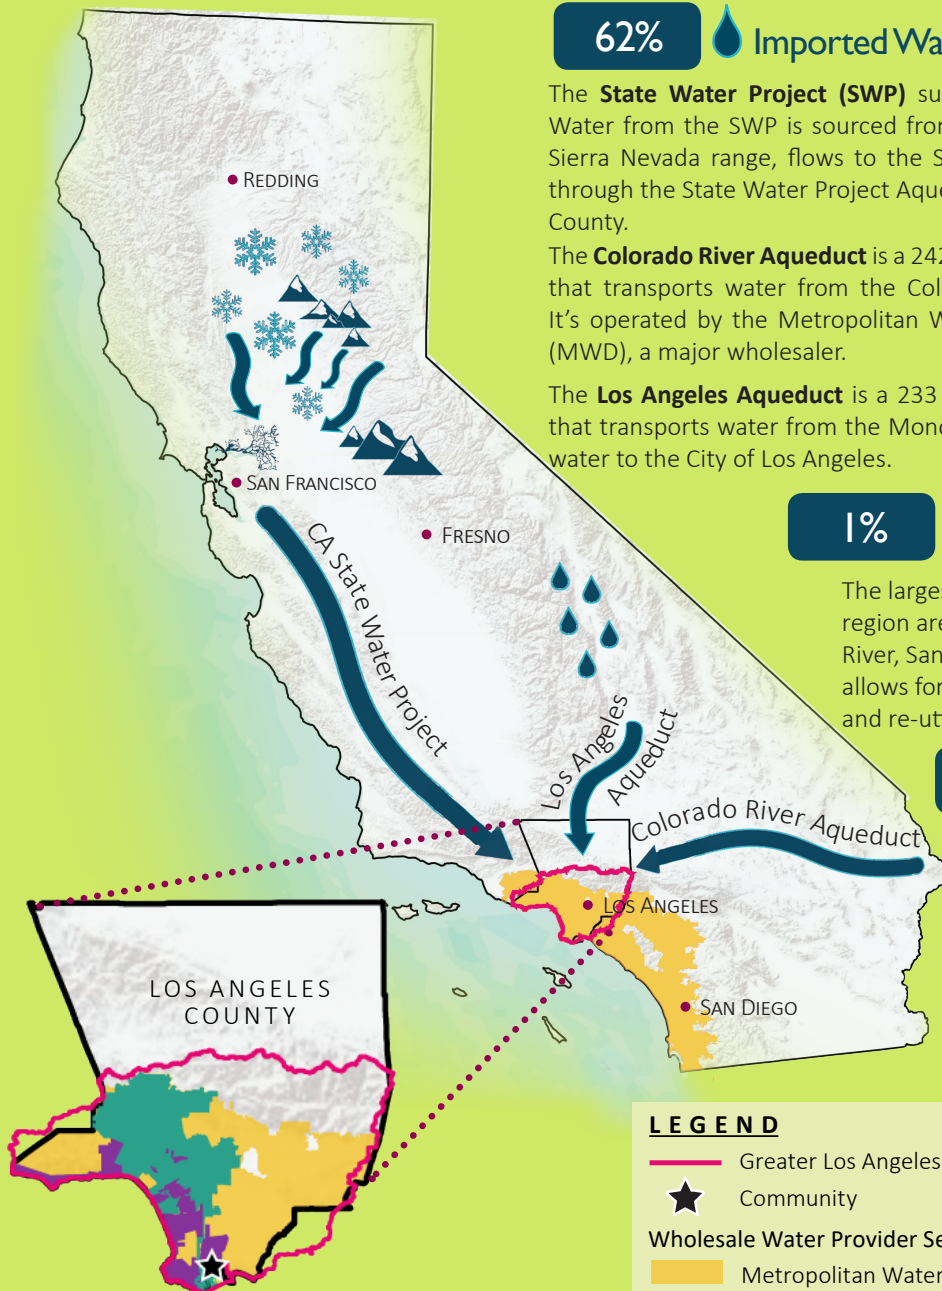 62%
Imported Wa
The State Water Project (SWP) su
Water from the SWP is sourced fron
Sierra Nevada range, flows to the S
through the State Water Project Aque
County.
The Colorado River Aqueduct is a 242
that transports water from the Col
It's operated by the Metropolitan W
(MWD), a major wholesaler.
The Los Angeles Aqueduct is a 233
that transports water from the Mono
water to the City of Los Angeles.
1%
The larges
region are
River, San
allows for
and re-ut
REDDING
SAN FRANCISCO
FRESNO
CA State Water Project
Los Angeles
Aqueduct
Colorado River Aqueduct
LOS ANGELES
SAN DIEGO
LOS ANGELES
COUNTY
LEGEND
Greater Los Angeles
Community
Wholesale Water Provider Se
Metropolitan Water